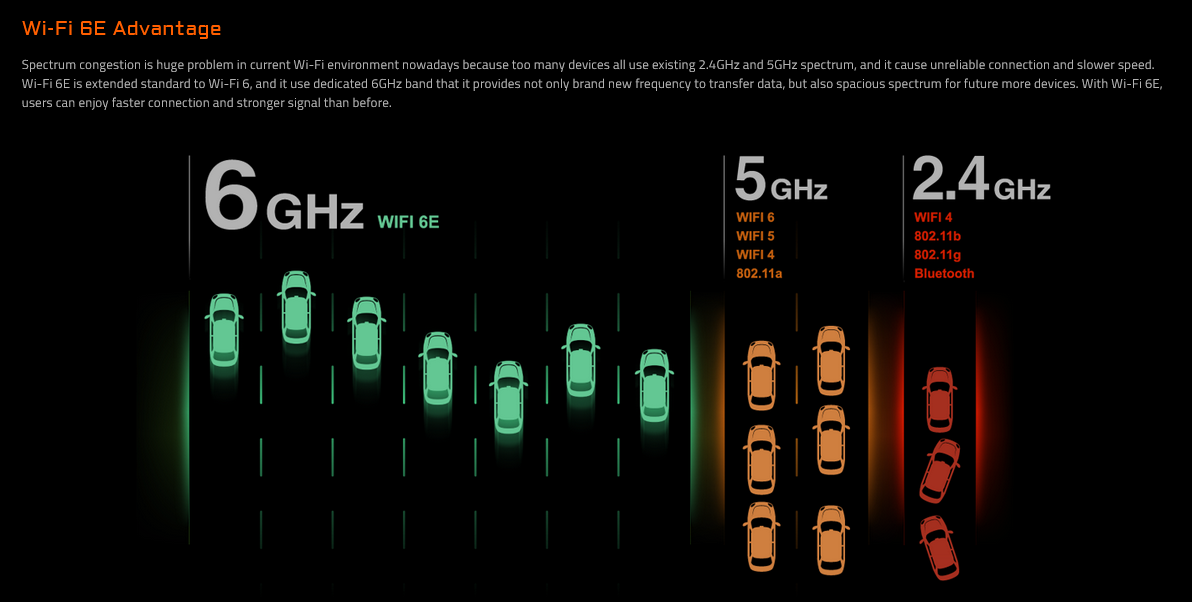 Wi-Fi 6E Advantage
Spectrum congestion is huge problem in current Wi-Fi environment nowadays because too many devices all use existing 2.4GHz and 5GHz spectrum, and it cause unreliable connection and slower speed.
Wi-Fi 6E is extended standard to Wi-Fi 6, and it use dedicated 6GHz band that it provides not only brand new frequency to transfer data, but also spacious spectrum for future more devices. With Wi-Fi 6E,
users can enjoy faster connection and stronger signal than before.
6 GHz WIFI 6E
5 GHz
WIFI 6
WIFI 5
WIFI 4
802.11a
2.4 GHz
WIFI 4
802.11b
802.11g
Bluetooth